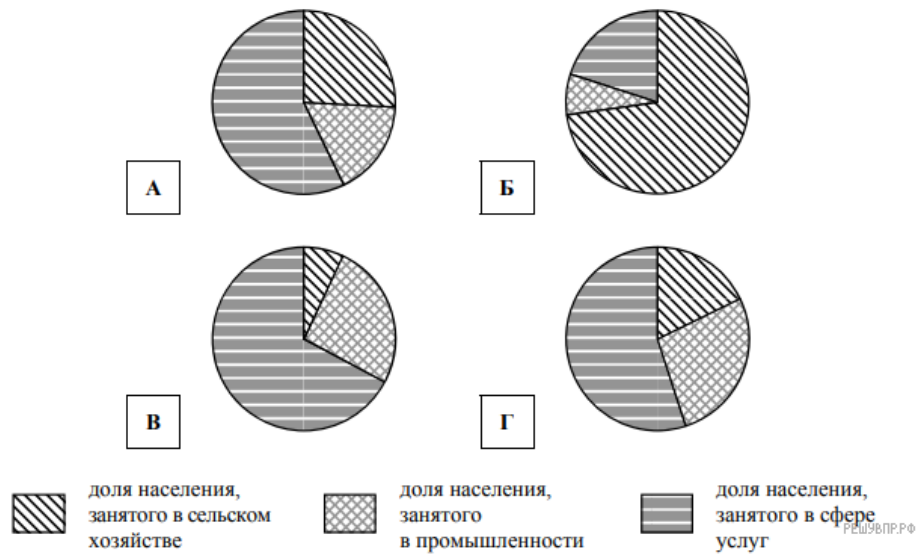 А
Б
В
Г
доля населения,
занятого в сельском
хозяйстве
доля населения,
занятого
в промышленности
доля населения,
занятого в сфере
услуг
РЕШУВПР.РФ